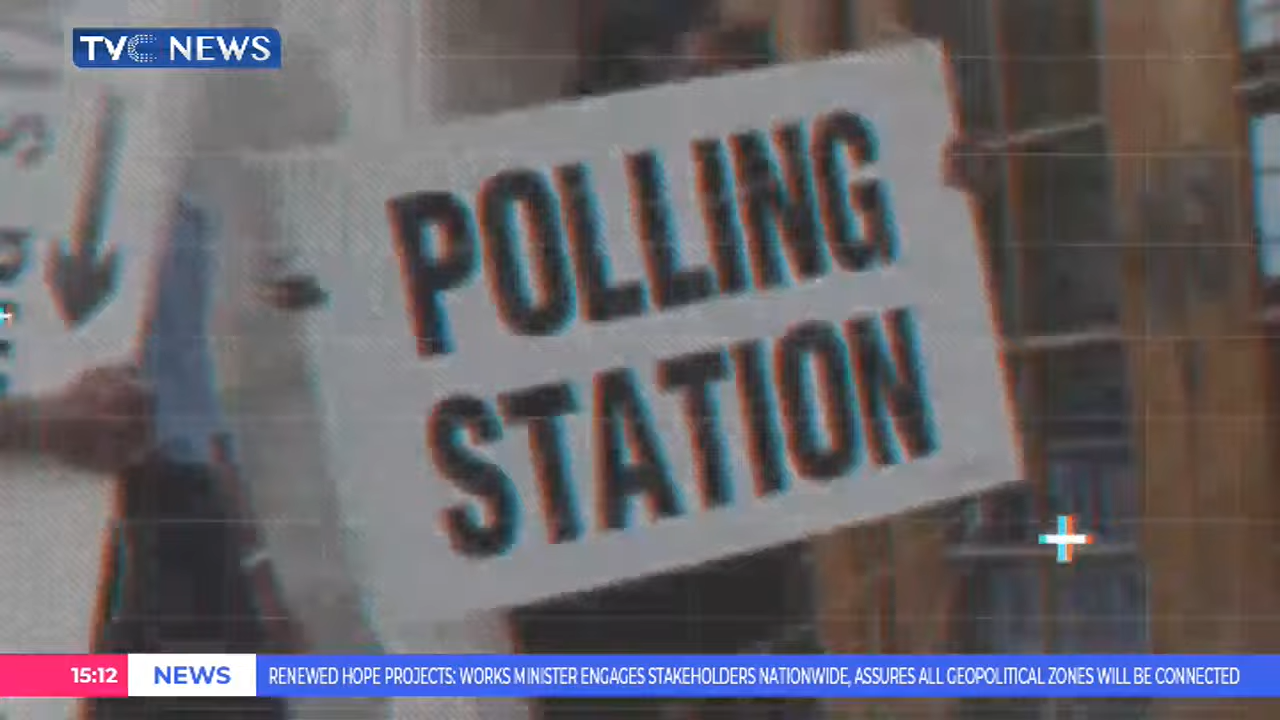 TVC NEWS
POLLING
STATION
15:12 NEWS RENEWED HOPE PROJECTS: WORKS MINISTER ENGAGES STAKEHOLDERS NATIONWIDE, ASSURES ALL GEOPOLITICAL ZONES WILL BE CONNECTED